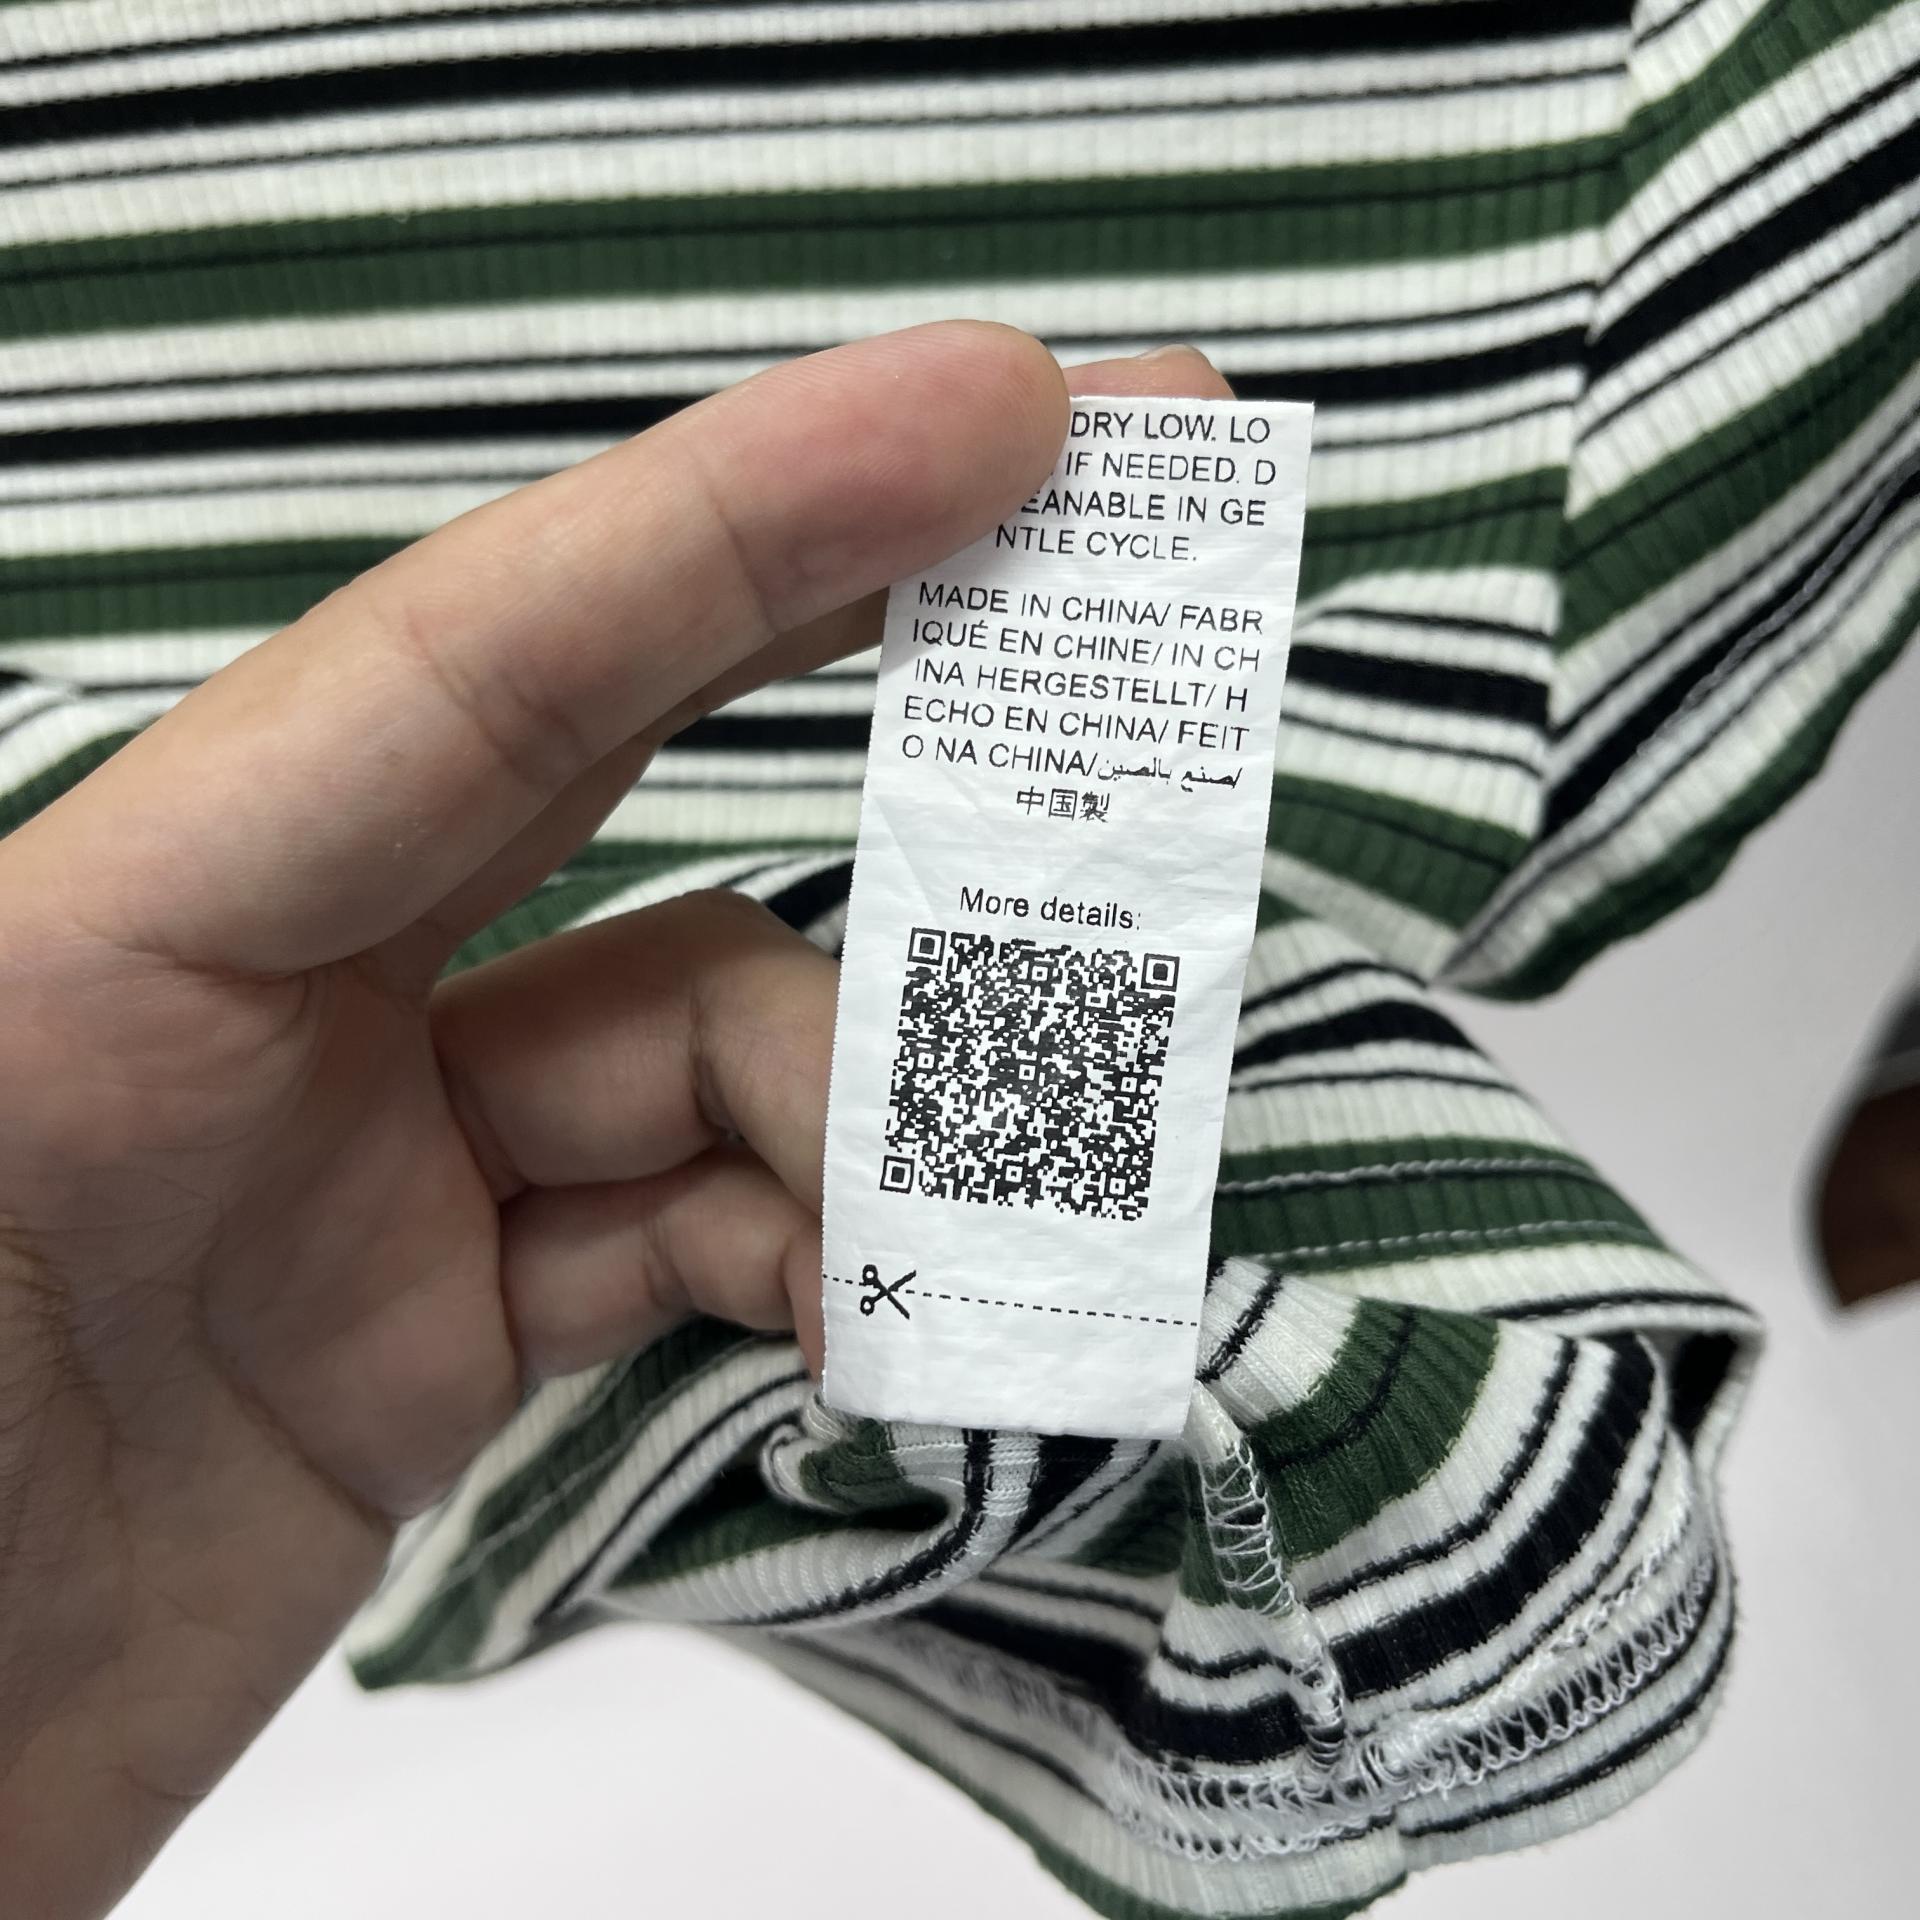 DRY LOW. LO
IF NEEDED. D
EANABLE IN GE
NTLE CYCLE.
MADE IN CHINA/ FABR
IQUÉ EN CHINE/ IN CH
INA HERGESTELLT/ H
ECHO EN CHINA/ FEIT
O NA CHINA/صنع بالصين/
中国製
More details: